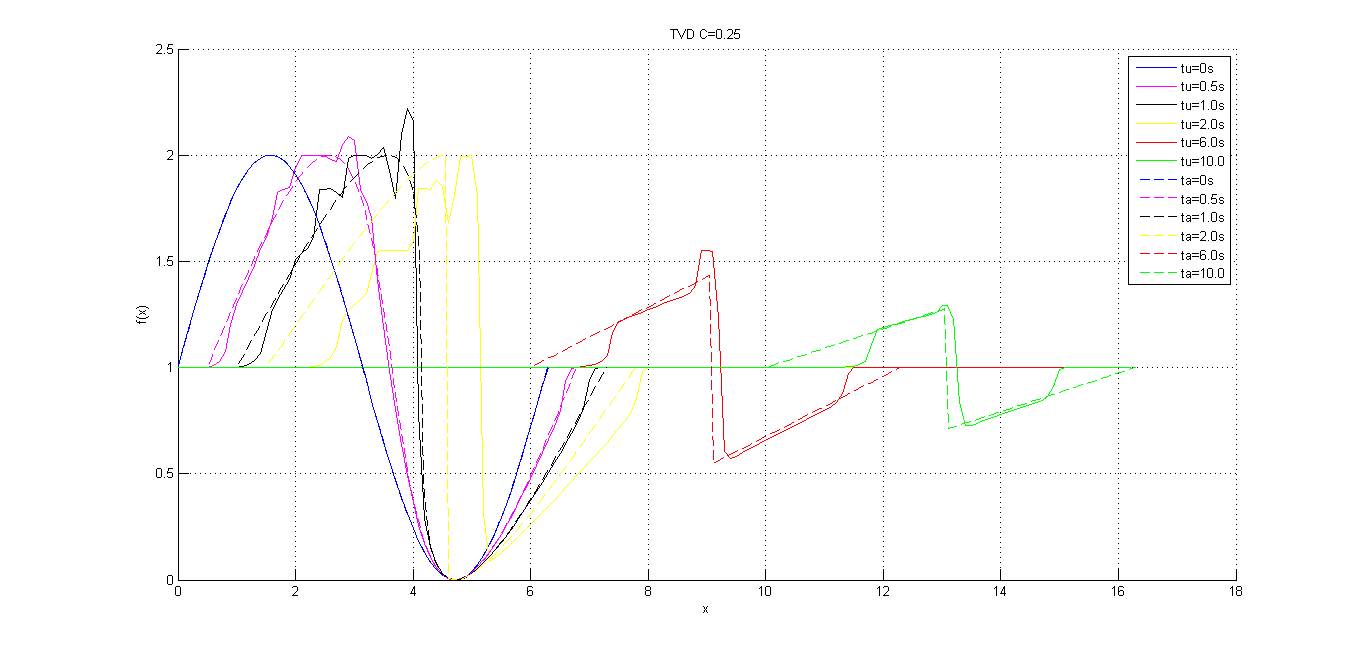 TVD C=0.25
2.5
2
1.5
1
0.5
0
f(x)
0 2 4 6 8 10 12 14 16 18
x
tu=0s
tu=0.5s
tu=1.0s
tu=2.0s
tu=6.0s
tu=10.0
ta=0s
ta=0.5s
ta=1.0s
ta=2.0s
ta=6.0s
ta=10.0